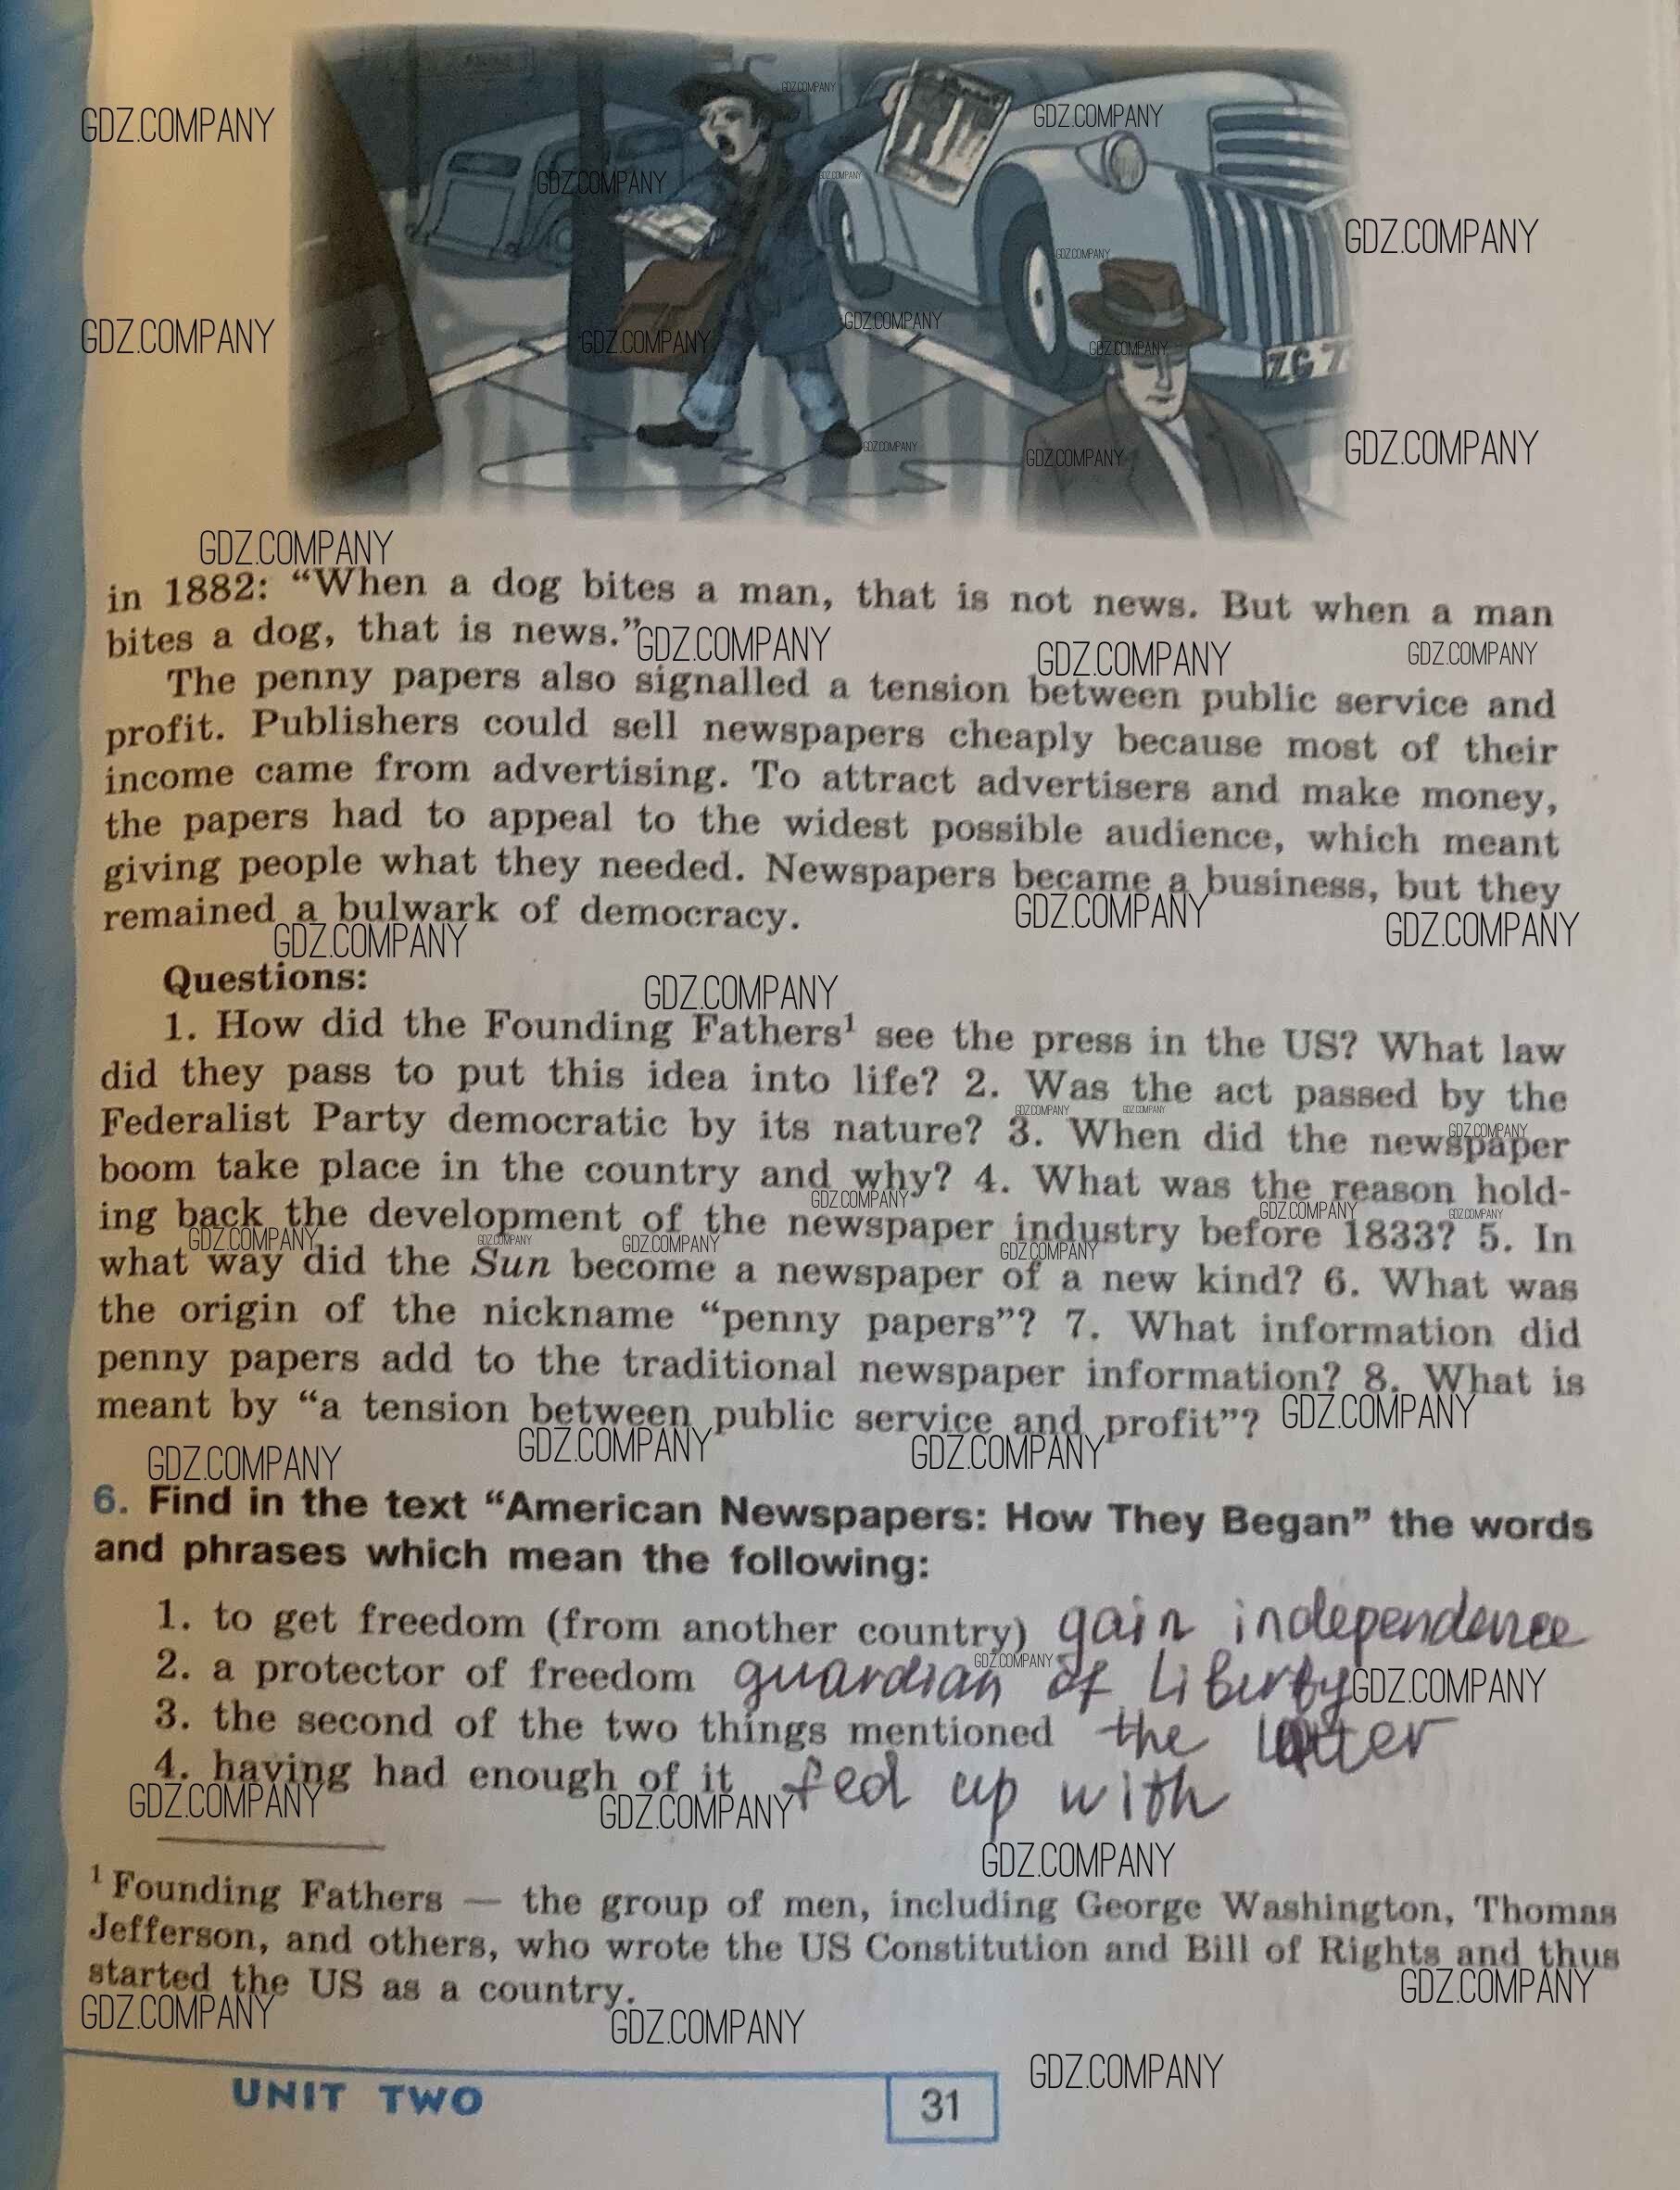 ZG 7
in 1882: “When a dog bites a man, that is not news. But when a man
bites a dog, that is news.”
The penny papers also signalled a tension between public service and
profit. Publishers could sell newspapers cheaply because most of their
income came from advertising. To attract advertisers and make money,
the papers had to appeal to the widest possible audience, which meant
giving people what they needed. Newspapers became a business, but they
remained a bulwark of democracy.
Questions:
1. How did the Founding Fathers¹ see the press in the US? What law
did they pass to put this idea into life? 2. Was the act passed by the
Federalist Party democratic by its nature? 3. When did the newspaper
boom take place in the country and why? 4. What was the reason hold-
ing back the development of the newspaper industry before 1833? 5. In
what way did the Sun become a newspaper of a new kind? 6. What was
the origin of the nickname “penny papers”? 7. What information did
penny papers add to the traditional newspaper information? 8. What is
meant by “a tension between public service and profit”?
6. Find in the text “American Newspapers: How They Began” the words
and phrases which mean the following:
1. to get freedom (from another country) gain independence
2. a protector of freedom guardian of Liberty
3. the second of the two things mentioned the latter
4. having had enough of it fed up with
¹ Founding Fathers — the group of men, including George Washington, Thomas
Jefferson, and others, who wrote the US Constitution and Bill of Rights and thus
started the US as a country.
UNIT TWO
31
GDZ.COMPANY